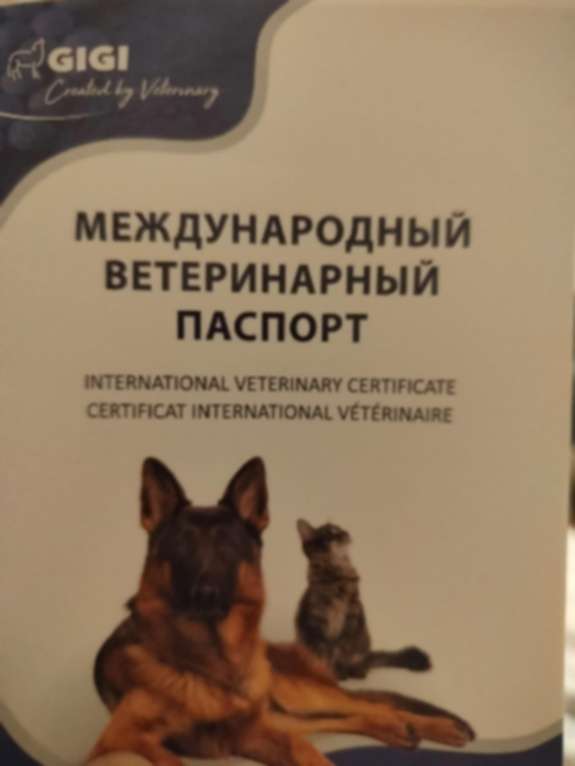 GIGI
Created by Veterinary
МЕЖДУНАРОДНЫЙ
ВЕТЕРИНАРНЫЙ
ПАСПОРТ
INTERNATIONAL VETERINARY CERTIFICATE
CERTIFICAT INTERNATIONAL VÉTÉRINAIRE